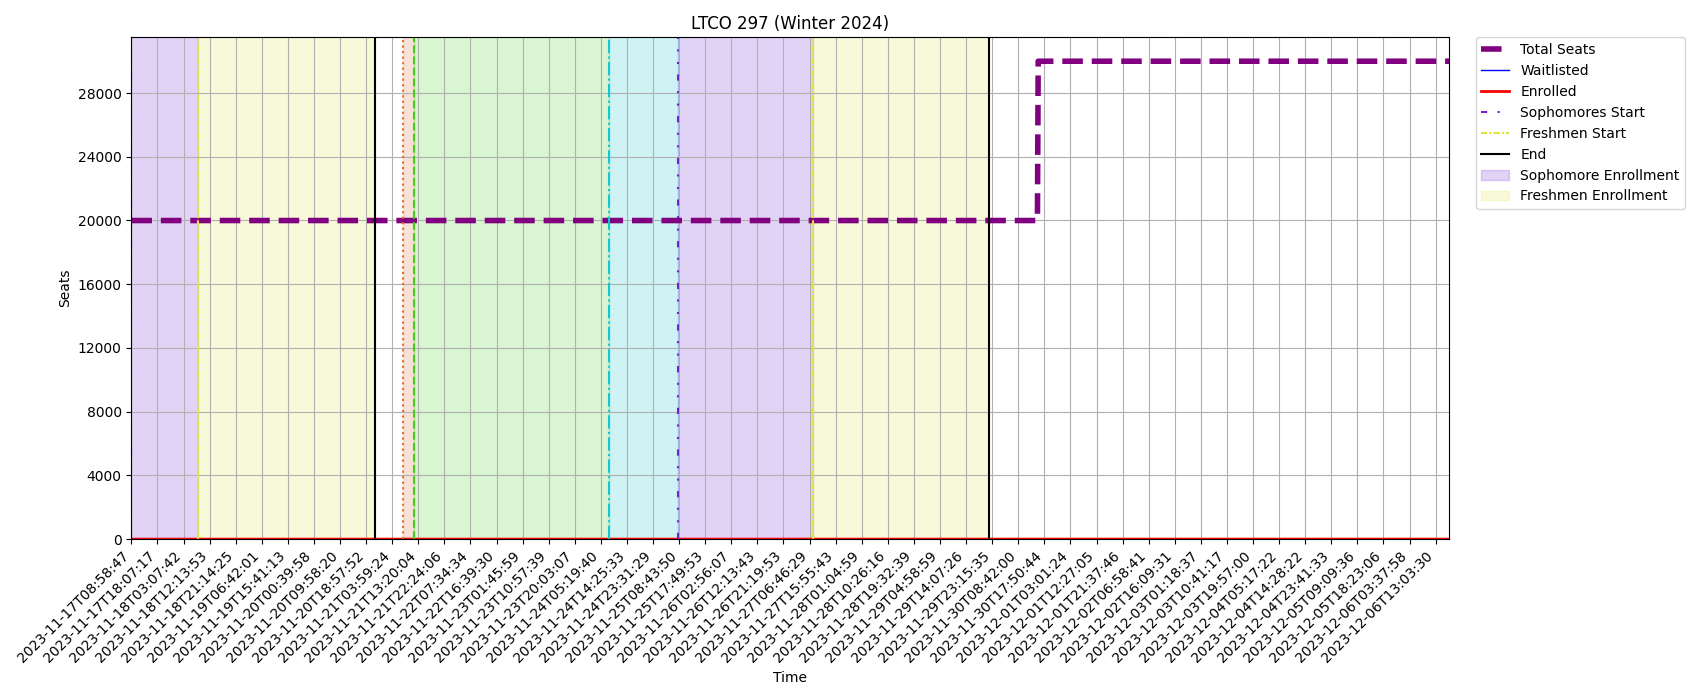 LTCO 297 (Winter 2024)
Seats
28000
24000
20000
16000
12000
8000
4000
0
2023-11-17T08:58:47
2023-11-17T18:07:17
2023-11-18T03:07:42
2023-11-18T12:13:53
2023-11-18T21:14:25
2023-11-19T06:42:01
2023-11-19T15:41:13
2023-11-20T00:39:58
2023-11-20T09:58:20
2023-11-20T18:57:52
2023-11-21T03:59:24
2023-11-21T13:20:04
2023-11-21T22:24:06
2023-11-22T07:34:34
2023-11-22T16:39:30
2023-11-23T01:45:59
2023-11-23T10:57:39
2023-11-23T20:03:07
2023-11-24T05:19:40
2023-11-24T14:25:33
2023-11-24T23:31:29
2023-11-25T08:43:50
2023-11-25T17:49:53
2023-11-26T02:56:07
2023-11-26T12:13:43
2023-11-26T21:19:53
2023-11-27T06:46:29
2023-11-27T15:55:43
2023-11-28T01:04:59
2023-11-28T10:26:16
2023-11-28T19:32:39
2023-11-29T04:58:59
2023-11-29T14:07:26
2023-11-29T23:15:35
2023-11-30T08:42:00
2023-11-30T17:50:44
2023-12-01T03:01:24
2023-12-01T12:27:05
2023-12-01T21:37:46
2023-12-02T06:58:41
2023-12-02T16:09:31
2023-12-03T01:18:37
2023-12-03T10:41:17
2023-12-03T19:57:00
2023-12-04T05:17:22
2023-12-04T14:28:22
2023-12-04T23:41:33
2023-12-05T09:09:36
2023-12-05T18:23:06
2023-12-06T03:37:58
2023-12-06T13:03:30
Time
Total Seats
Waitlisted
Enrolled
Sophomores Start
Freshmen Start
End
Sophomore Enrollment
Freshmen Enrollment